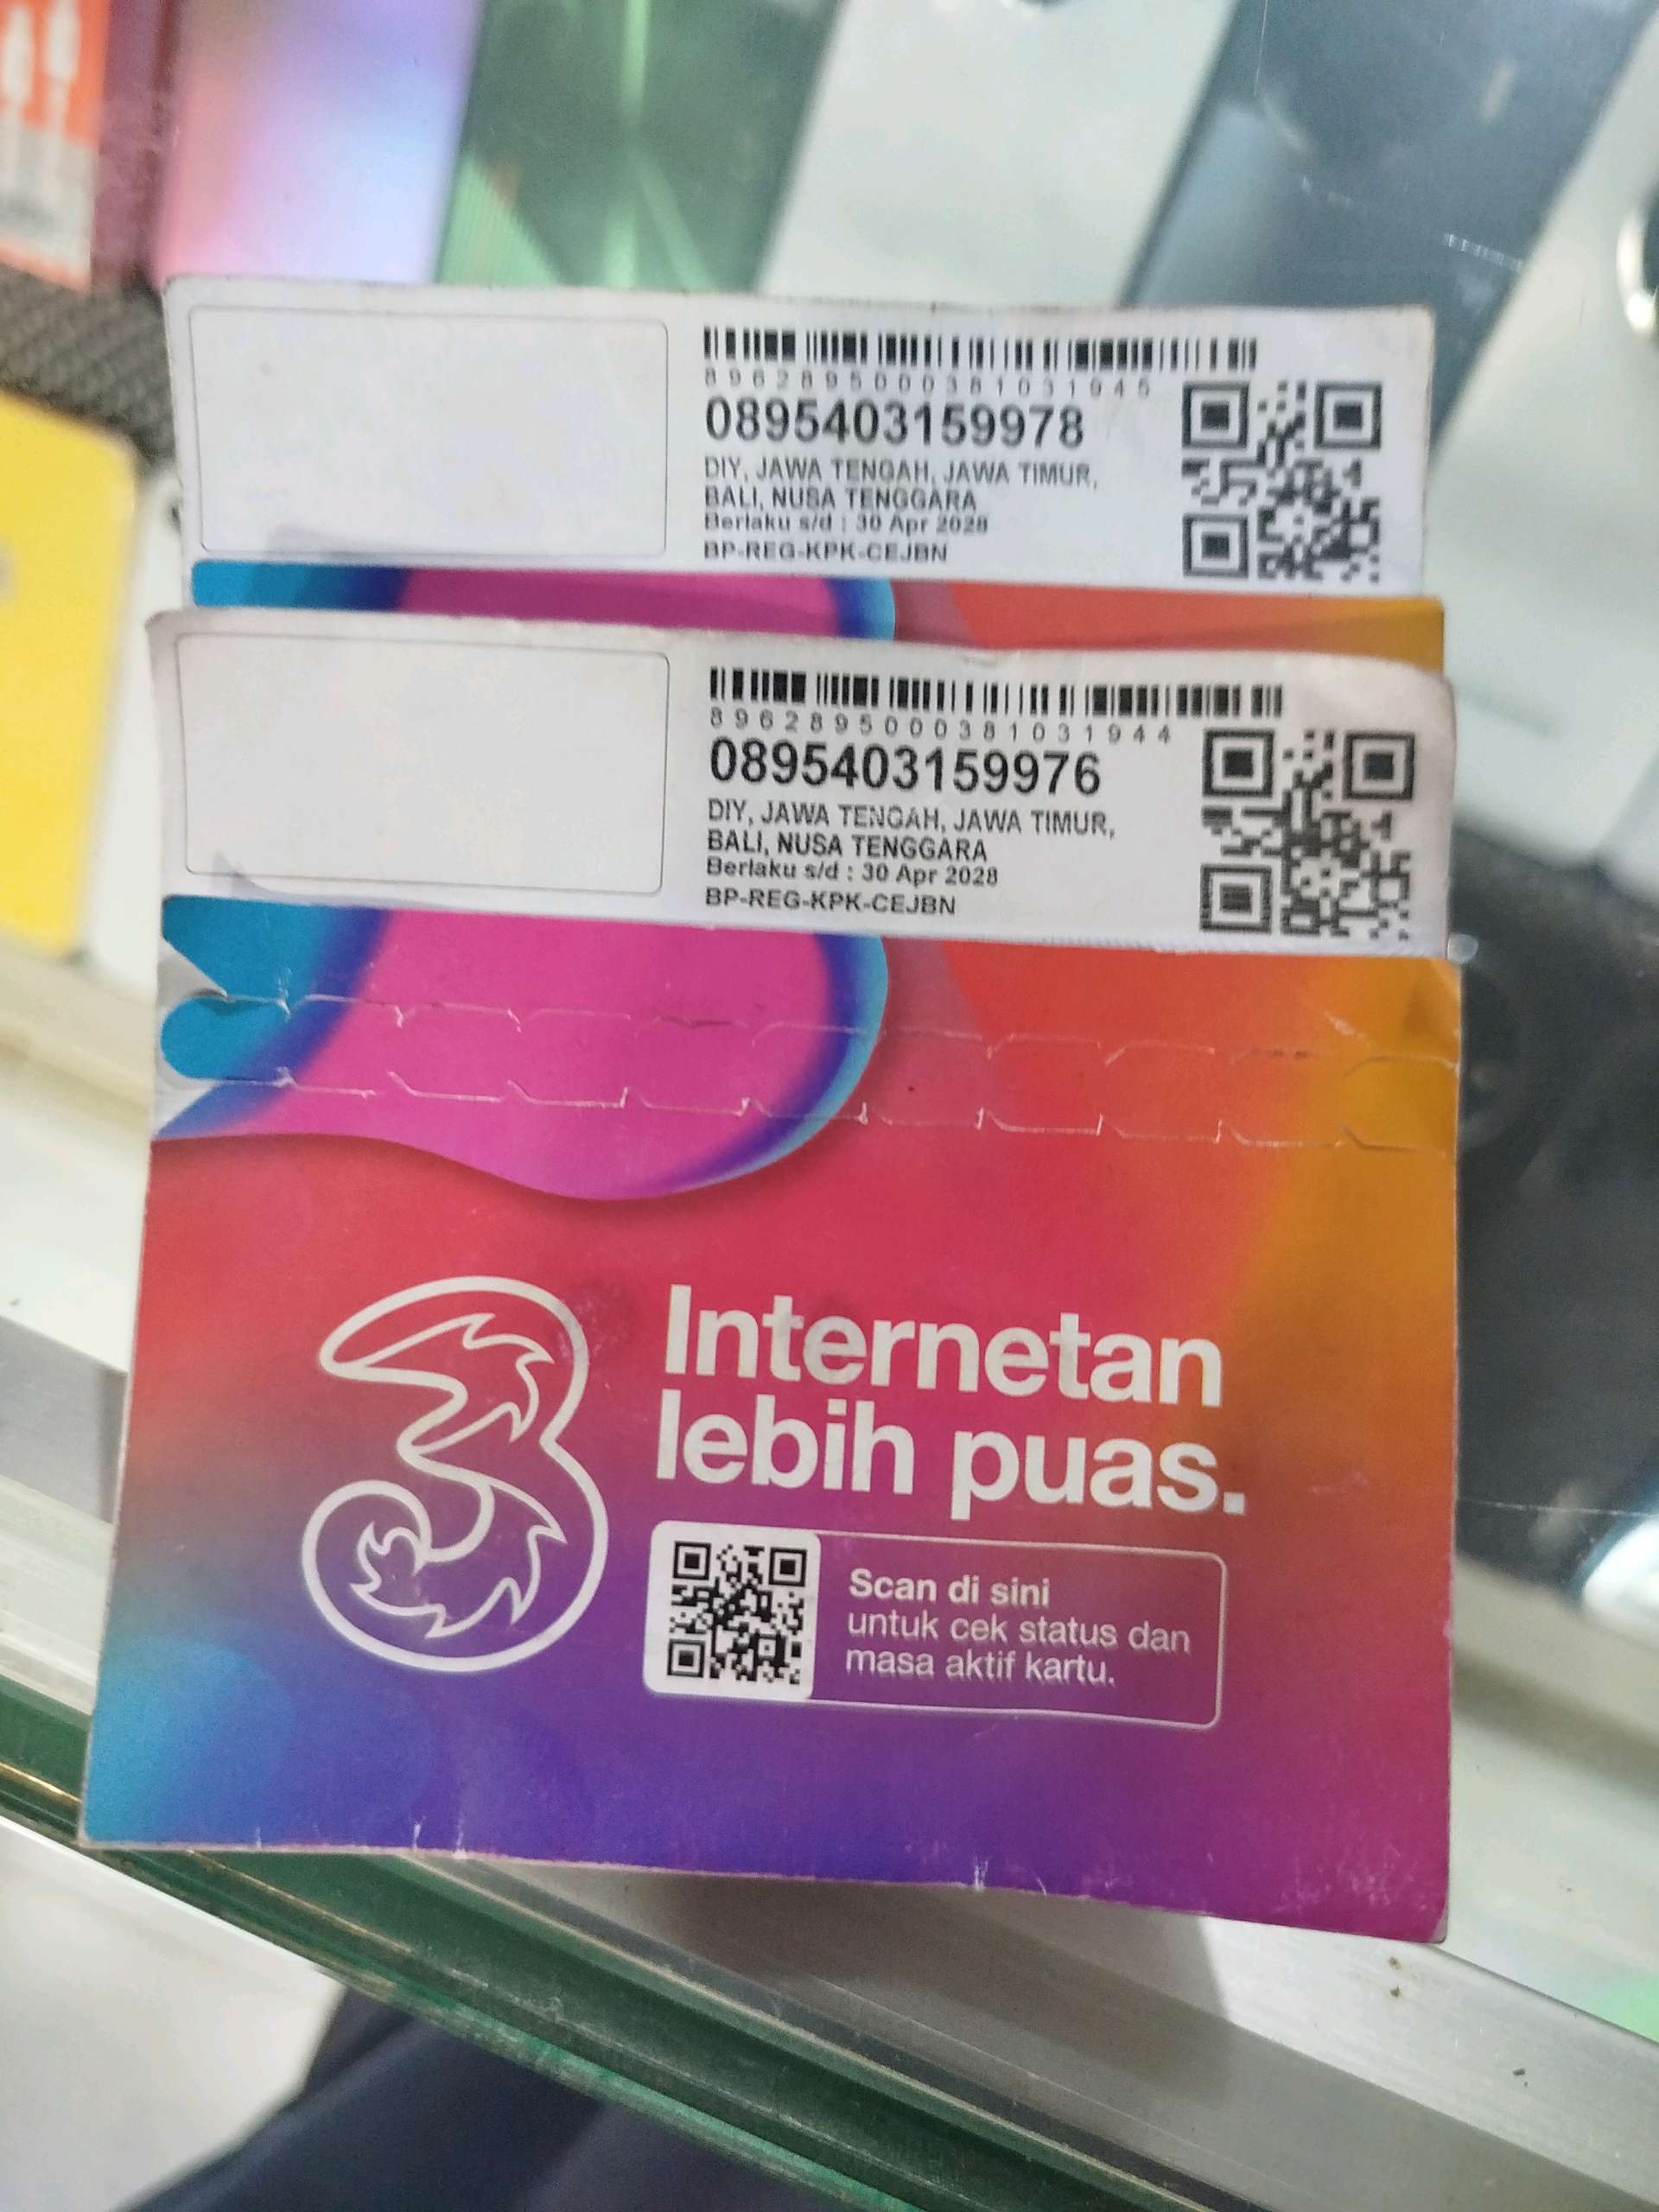 8962895000381031945
0895403159978
DIY, JAWA TENGAH, JAWA TIMUR,
BALI, NUSA TENGGARA
Berlaku s/d : 30 Apr 2028
BP-REG-KPK-CEJBN
8962895000381031944
0895403159976
DIY, JAWA TENGAH, JAWA TIMUR,
BALI, NUSA TENGGARA
Berlaku s/d : 30 Apr 2028
BP-REG-KPK-CEJBN
3
Internetan
lebih puas.
Scan di sini
untuk cek status dan
masa aktif kartu.